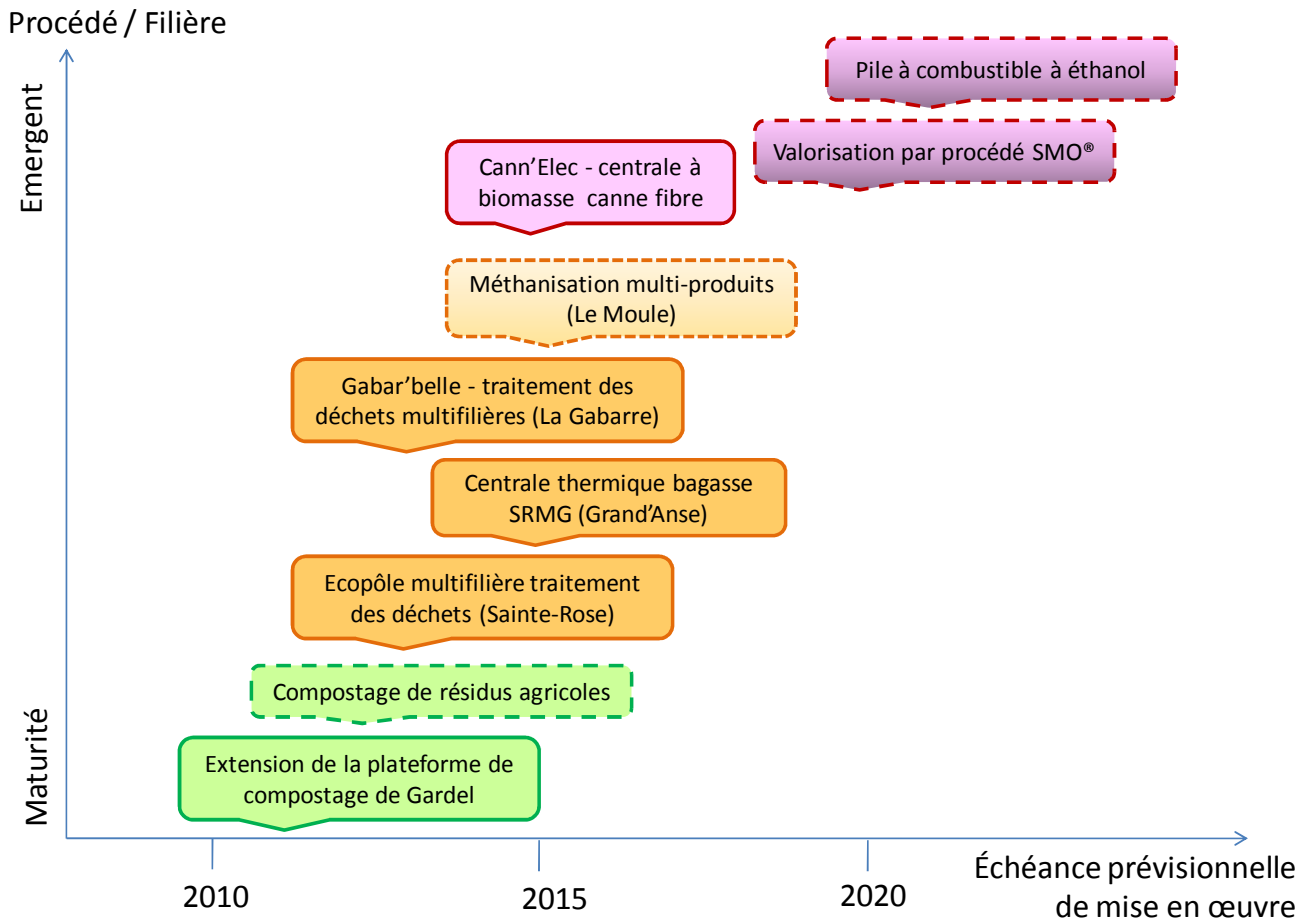 Procédé / Filière
Emergent
Pile à combustible à éthanol
Valorisation par procédé SMO®
Cann'Elec - centrale à
biomasse canne fibre
Méthanisation multi-produits
(Le Moule)
Gabar'belle - traitement des
déchets multifilières (La Gabarre)
Centrale thermique bagasse
SRMG (Grand'Anse)
Ecopôle multifilière traitement
des déchets (Sainte-Rose)
Compostage de résidus agricoles
Maturité
Extension de la plateforme de
compostage de Gardel
2010
2015
2020
Échéance prévisionnelle
de mise en œuvre